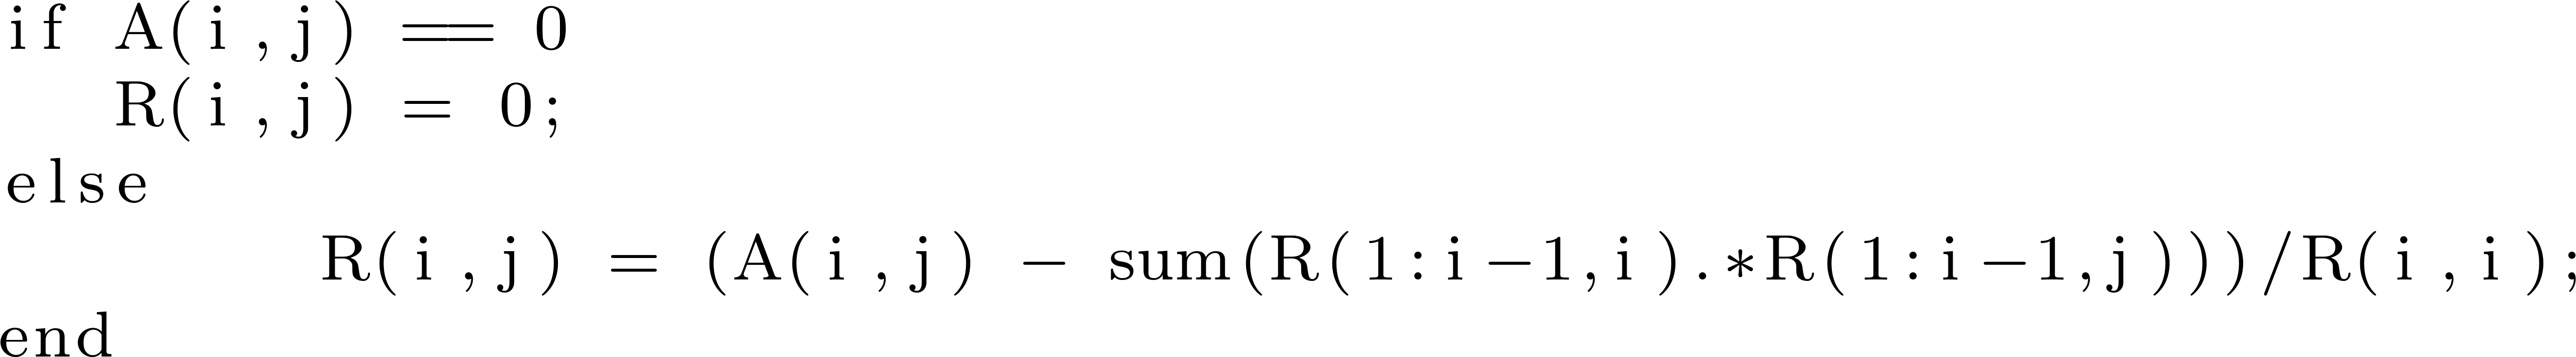 if A(i,j) == 0
R(i,j) = 0;
else
R(i,j) = (A(i,j) - sum(R(1:i-1,i).*R(1:i-1,j)))/R(i,i);
end